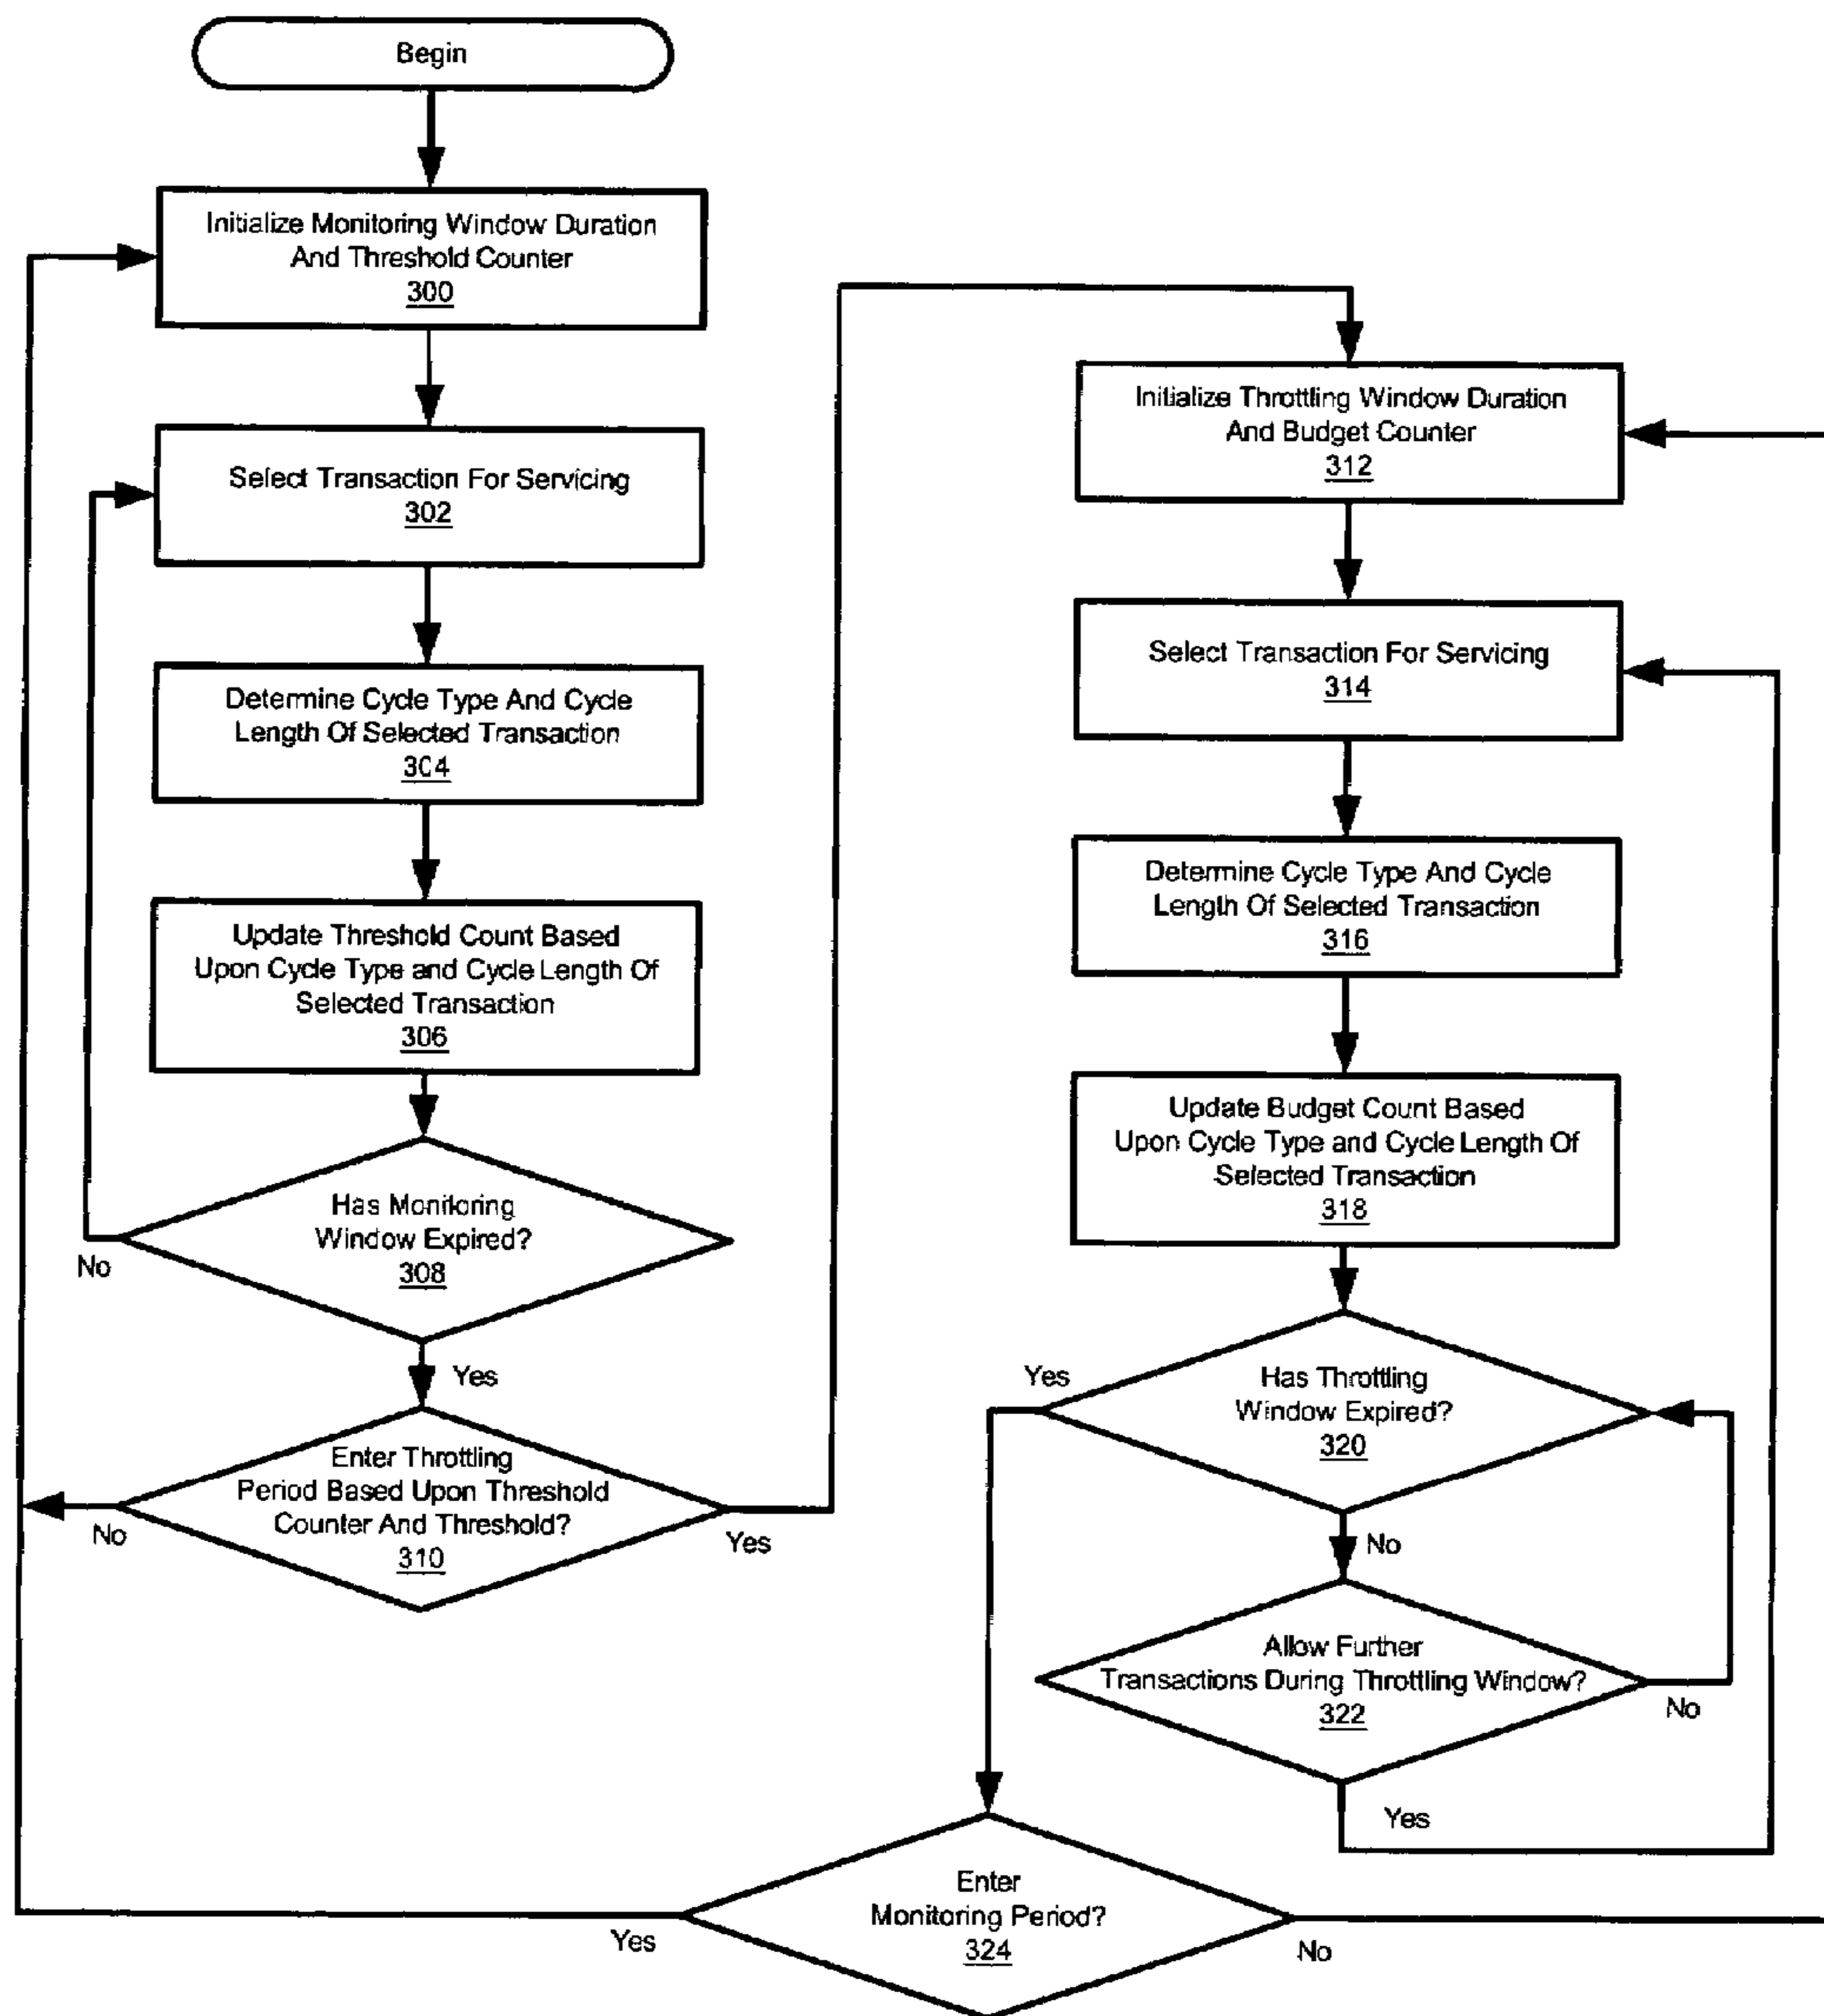 Begin
Initialize Monitoring Window Duration
And Threshold Counter
300
Select Transaction For Servicing
302
Determine Cycle Type And Cycle
Length Of Selected Transaction
304
Update Threshold Count Based
Upon Cycle Type and Cycle Length Of
Selected Transaction
306
Has Monitoring
Window Expired?
308
No
Yes
Enter Throttling
Period Based Upon Threshold
Counter And Threshold?
310
No
Yes
Initialize Throttling Window Duration
And Budget Counter
312
Select Transaction For Servicing
314
Determine Cycle Type And Cycle
Length Of Selected Transaction
316
Update Budget Count Based
Upon Cycle Type and Cycle Length Of
Selected Transaction
318
Has Throttling
Window Expired?
320
Yes
No
Allow Further
Transactions During Throttling Window?
322
No
Yes
Enter
Monitoring Period?
324
Yes
No